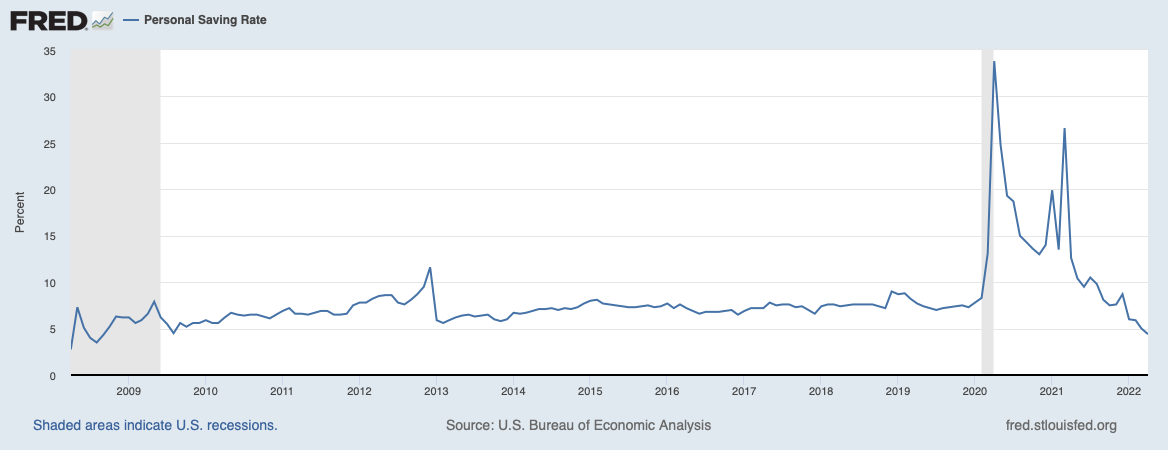 FRED
Personal Saving Rate
Percent
35
30
25
20
15
10
5
0
2009 2010 2011 2012 2013 2014 2015 2016 2017 2018 2019 2020 2021 2022
Shaded areas indicate U.S. recessions. Source: U.S. Bureau of Economic Analysis fred.stlouisfed.org